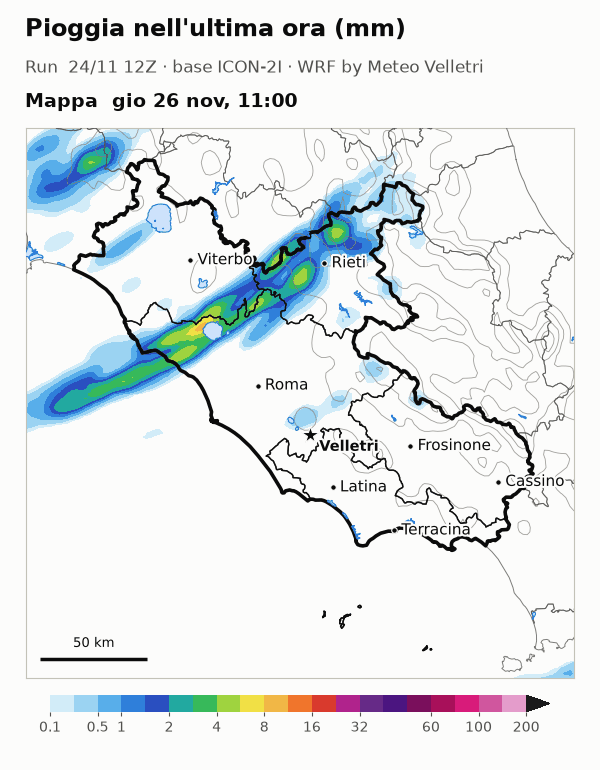 Pioggia nell'ultima ora (mm)
Run  24/11 12Z · base ICON-2I · WRF by Meteo Velletri
Mappa  gio 26 nov, 11:00
Viterbo
Rieti
Roma
Velletri
Frosinone
Latina
Cassino
Terracina
50 km
0.1 0.5 1 2 4 8 16 32 60 100 200